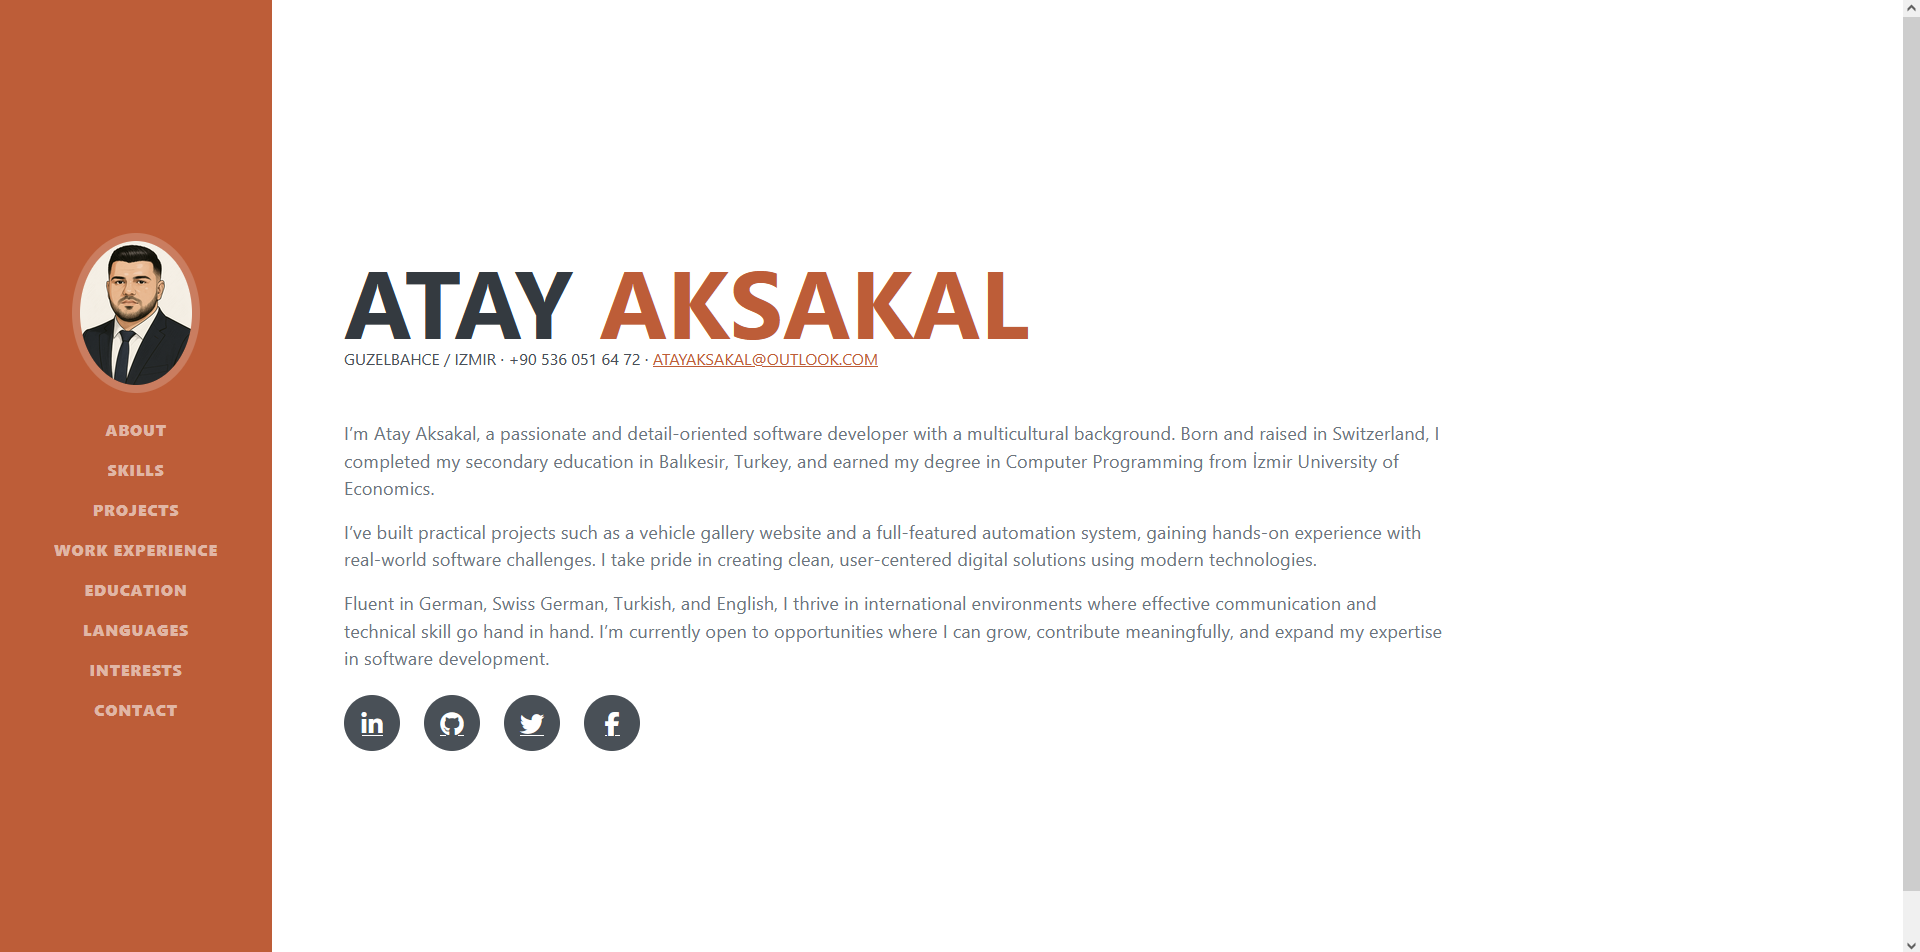 ABOUT
SKILLS
PROJECTS
WORK EXPERIENCE
EDUCATION
LANGUAGES
INTERESTS
CONTACT
ATAY AKSAKAL
GUZELBAHCE / IZMIR · +90 536 051 64 72 · ATAYAKSAKAL@OUTLOOK.COM
I’m Atay Aksakal, a passionate and detail-oriented software developer with a multicultural background. Born and raised in Switzerland, I
completed my secondary education in Balıkesir, Turkey, and earned my degree in Computer Programming from İzmir University of
Economics.
I’ve built practical projects such as a vehicle gallery website and a full-featured automation system, gaining hands-on experience with
real-world software challenges. I take pride in creating clean, user-centered digital solutions using modern technologies.
Fluent in German, Swiss German, Turkish, and English, I thrive in international environments where effective communication and
technical skill go hand in hand. I’m currently open to opportunities where I can grow, contribute meaningfully, and expand my expertise
in software development.